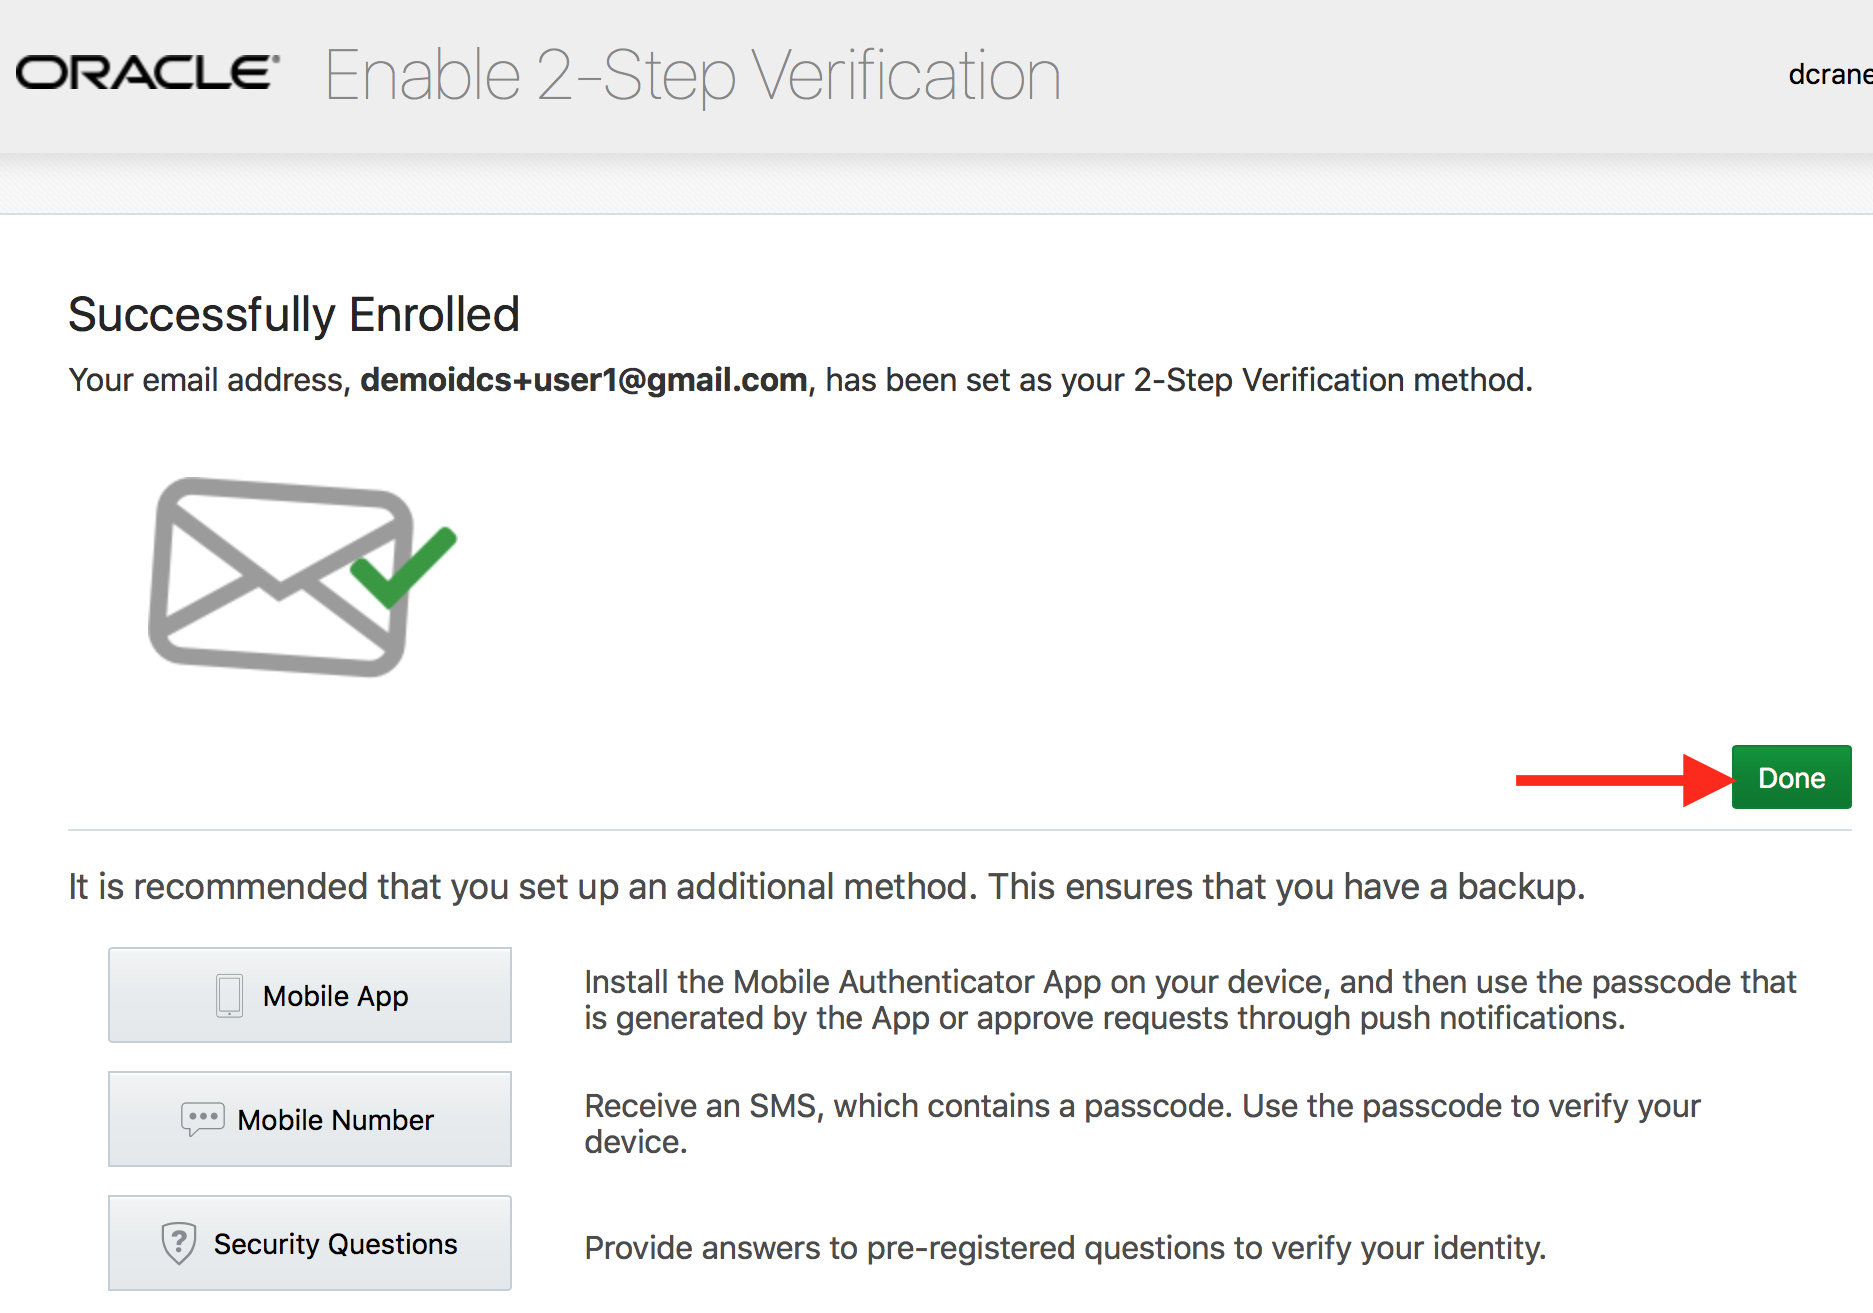 ORACLE® Enable 2-Step Verification dcrane
Successfully Enrolled
Your email address, demoidcs+user1@gmail.com, has been set as your 2-Step Verification method.
Done
It is recommended that you set up an additional method. This ensures that you have a backup.
Mobile App
Install the Mobile Authenticator App on your device, and then use the passcode that
is generated by the App or approve requests through push notifications.
Mobile Number
Receive an SMS, which contains a passcode. Use the passcode to verify your
device.
? Security Questions
Provide answers to pre-registered questions to verify your identity.